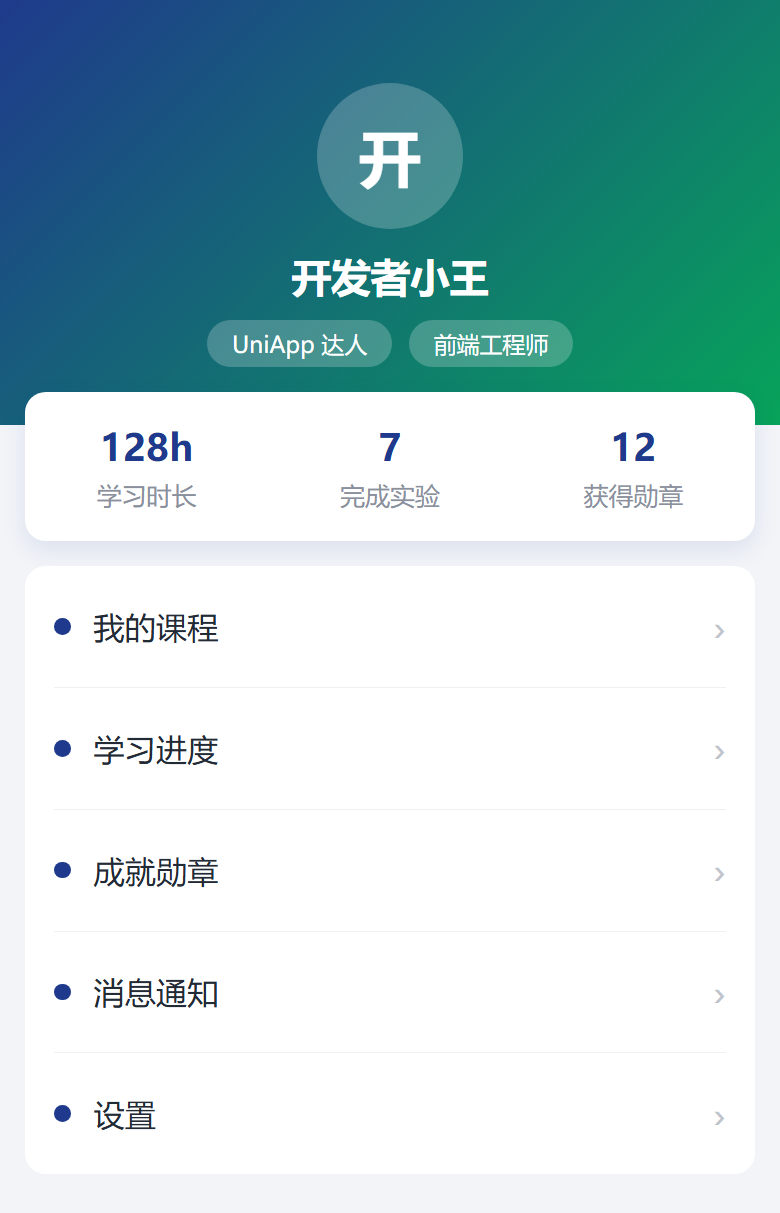 开
开发者小王
UniApp 达人 前端工程师
128h 7 12
学习时长 完成实验 获得勋章
我的课程 ›
学习进度 ›
成就勋章 ›
消息通知 ›
设置 ›